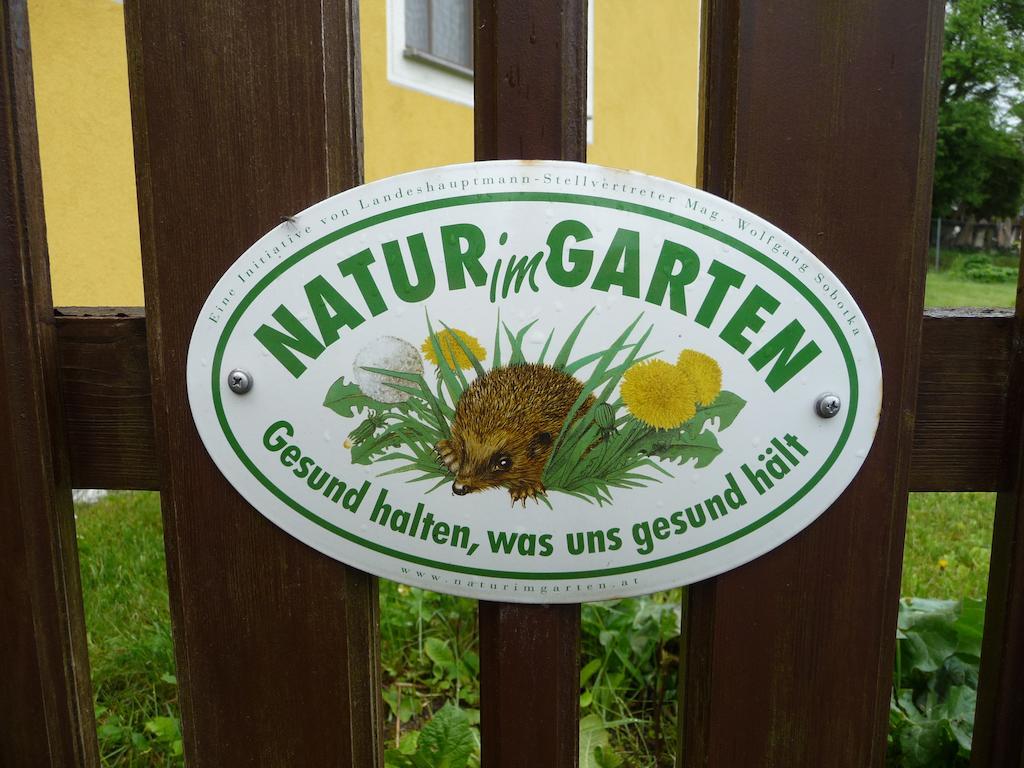 Eine Initiative von Landeshauptmann-Stellvertreter Mag. Wolfgang Sobotka
NATUR im GARTEN
Gesund halten, was uns gesund hält
www.naturimgarten.at